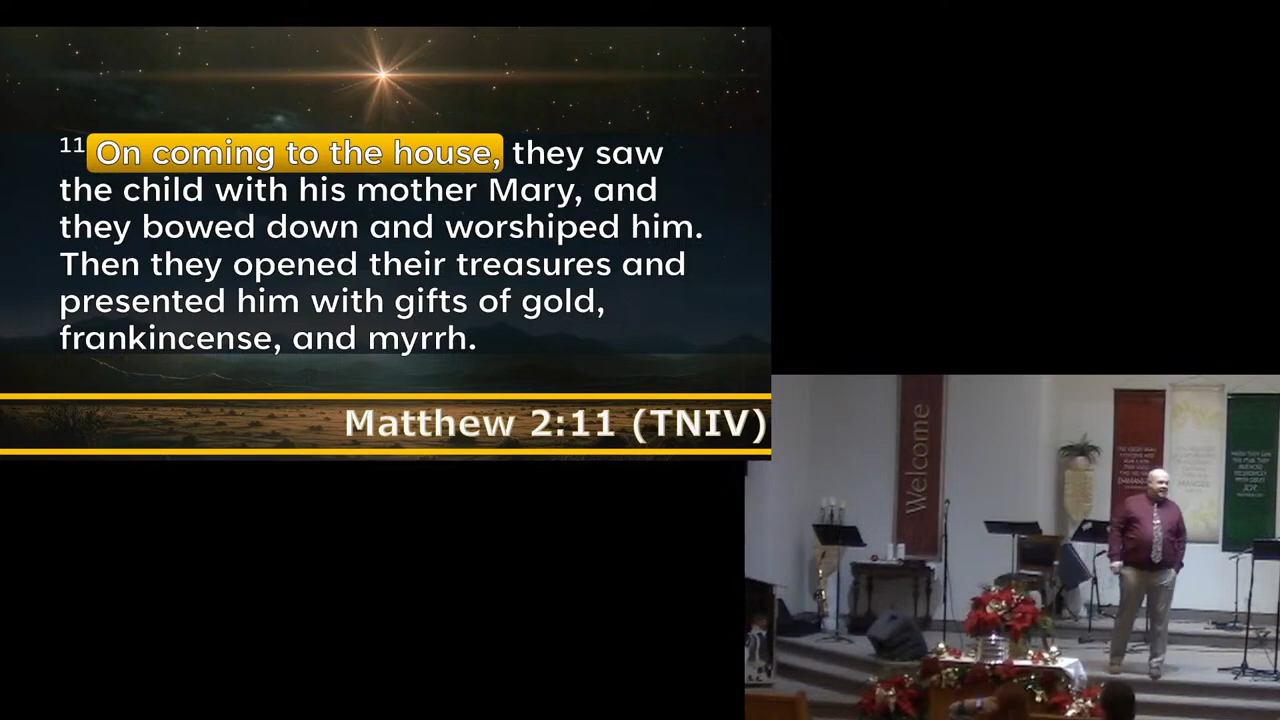 11 On coming to the house, they saw
the child with his mother Mary, and
they bowed down and worshiped him.
Then they opened their treasures and
presented him with gifts of gold,
frankincense, and myrrh.
Matthew 2:11 (TNIV)
Welcome